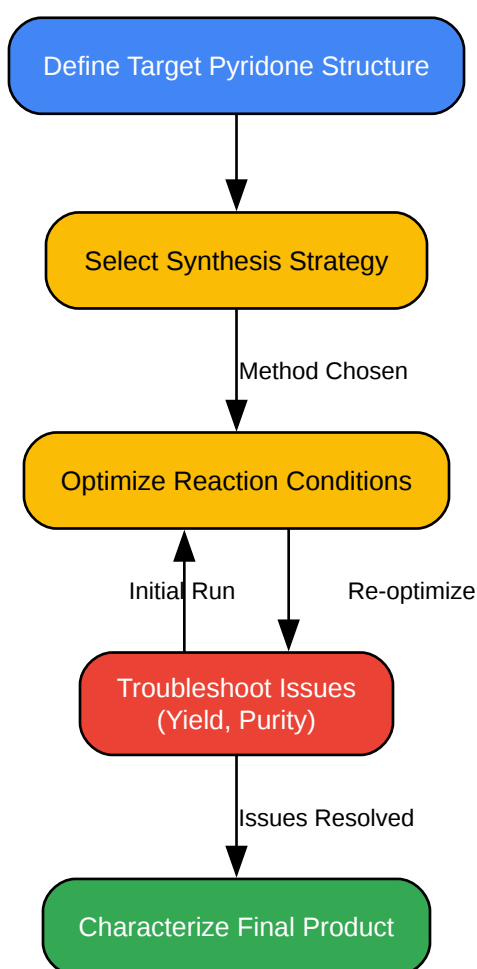 Define Target Pyridone Structure
Select Synthesis Strategy
Method Chosen
Optimize Reaction Conditions
Initial Run
Re-optimize
Troubleshoot Issues
(Yield, Purity)
Issues Resolved
Characterize Final Product